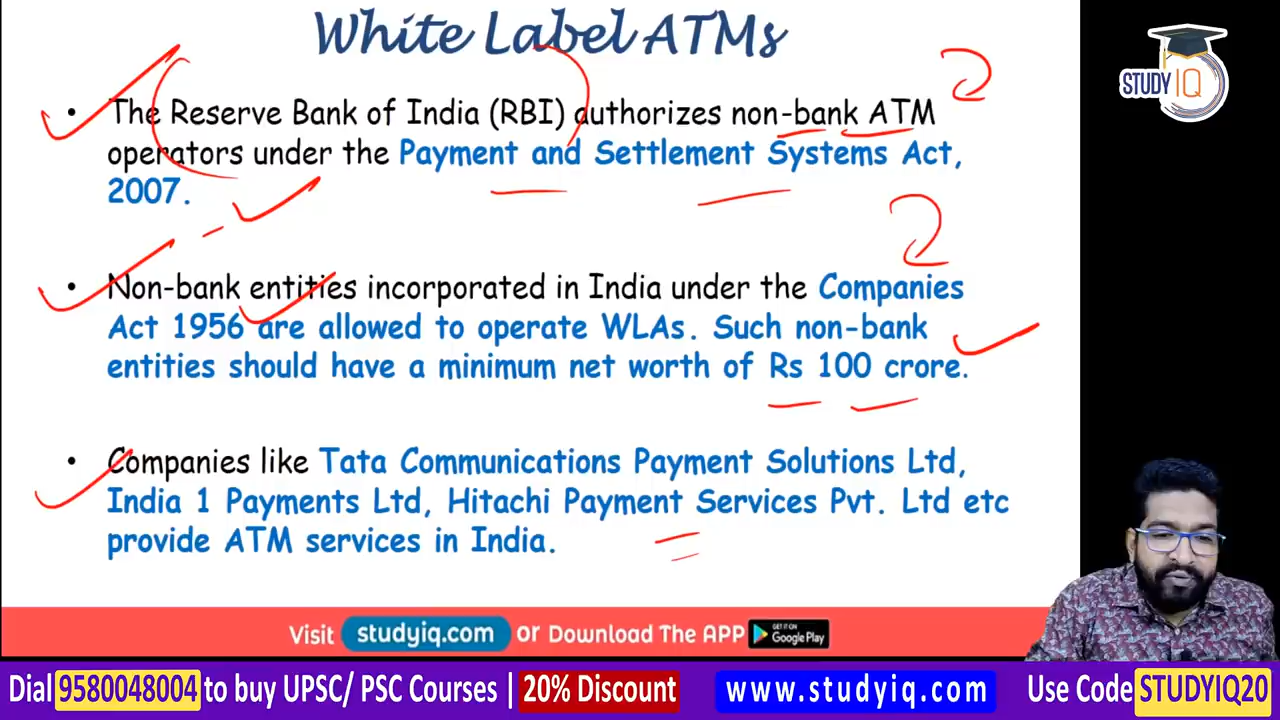 White Label ATMs
STUDY IQ
• The Reserve Bank of India (RBI) authorizes non-bank ATM
operators under the Payment and Settlement Systems Act,
2007.
• Non-bank entities incorporated in India under the Companies
Act 1956 are allowed to operate WLAs. Such non-bank
entities should have a minimum net worth of Rs 100 crore.
• Companies like Tata Communications Payment Solutions Ltd,
India 1 Payments Ltd, Hitachi Payment Services Pvt. Ltd etc
provide ATM services in India.
Visit studyiq.com or Download The APP GET IT ON Google Play
Dial 9580048004 to buy UPSC/ PSC Courses | 20% Discount www.studyiq.com Use Code STUDYIQ20